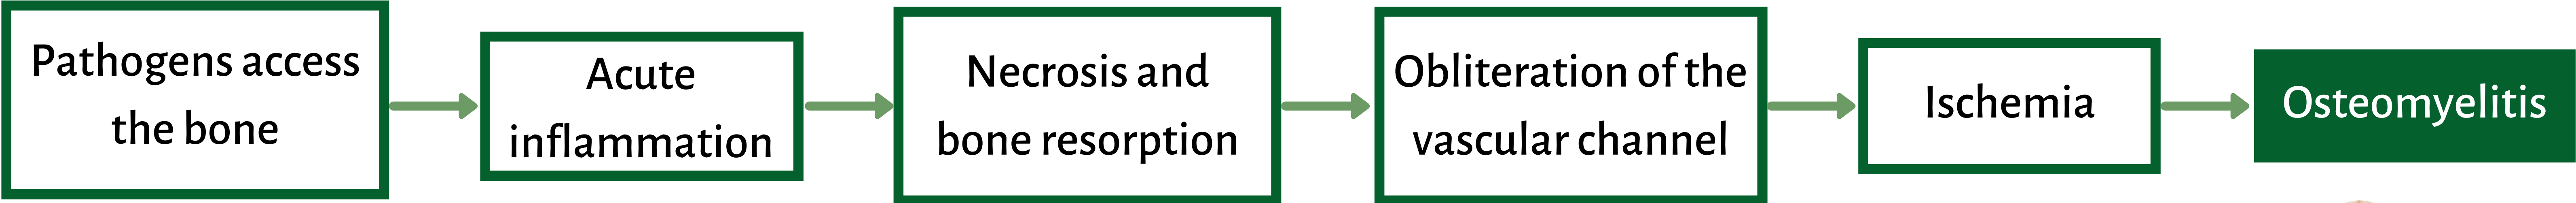 Pathogens access
the bone
Acute
inflammation
Necrosis and
bone resorption
Obliteration of the
vascular channel
Ischemia
Osteomyelitis